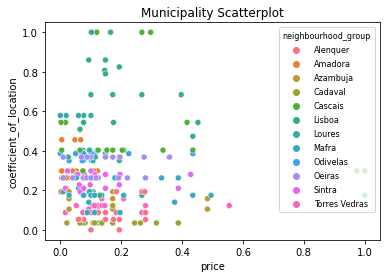 Municipality Scatterplot
neighbourhood_group
Alenquer
Amadora
Azambuja
Cadaval
Cascais
Lisboa
Loures
Mafra
Odivelas
Oeiras
Sintra
Torres Vedras
coefficient_of_location
1.0
0.8
0.6
0.4
0.2
0.0
0.0 0.2 0.4 0.6 0.8 1.0
price